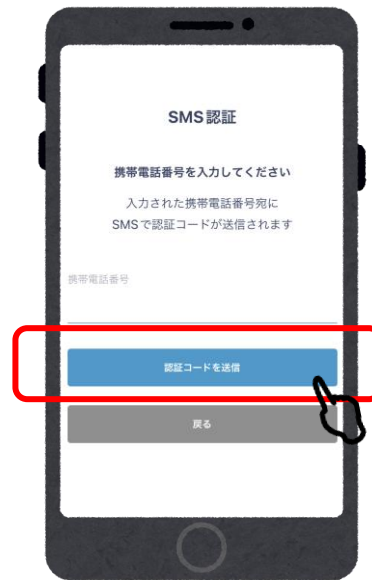 SMS認証
携帯電話番号を入力してください
入力された携帯電話番号宛に
SMSで認証コードが送信されます
携帯電話番号
認証コードを送信
戻る